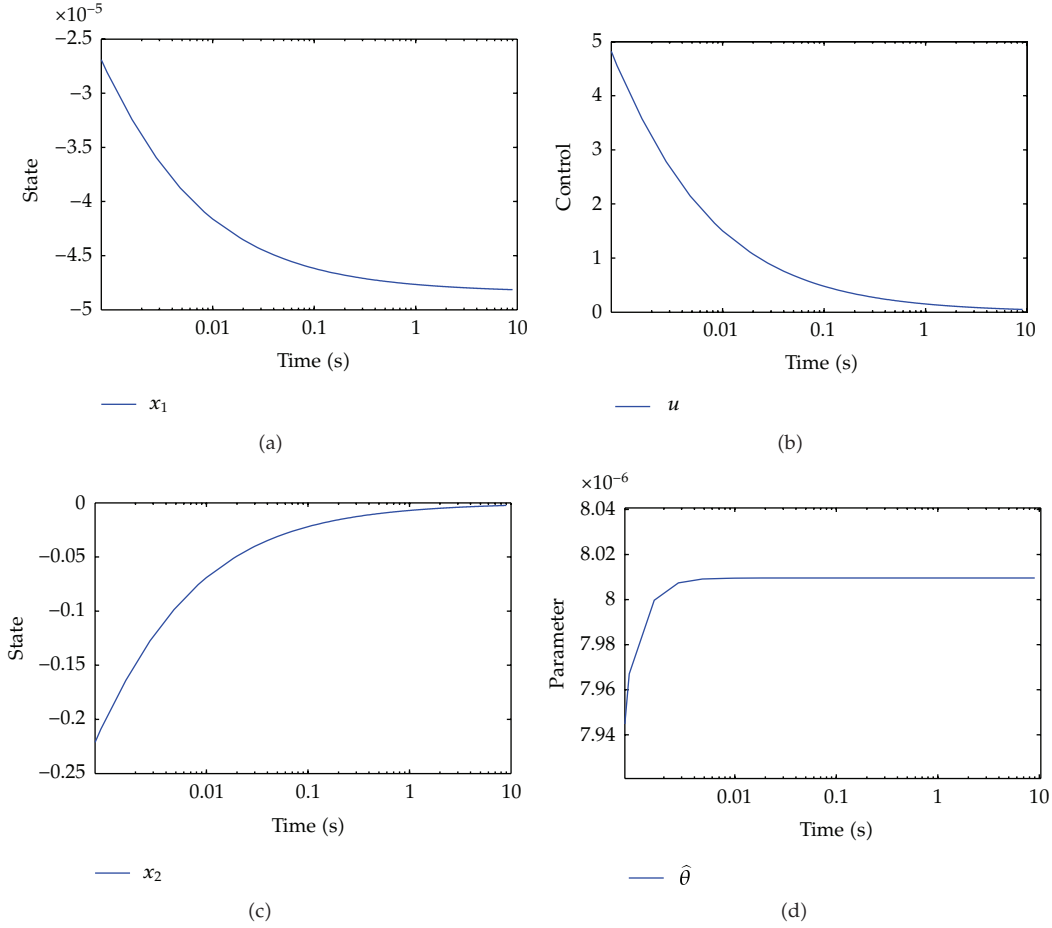 ×10⁻⁵
−2.5
−3
−3.5
−4
−4.5
−5
State
0.01 0.1 1 10
Time (s)
x₁
(a)
5
4
3
2
1
0
Control
0.01 0.1 1 10
Time (s)
u
(b)
0
−0.05
−0.1
−0.15
−0.2
−0.25
State
0.01 0.1 1 10
Time (s)
x₂
(c)
×10⁻⁶
8.04
8.02
8
7.98
7.96
7.94
Parameter
0.01 0.1 1 10
Time (s)
θ̂
(d)